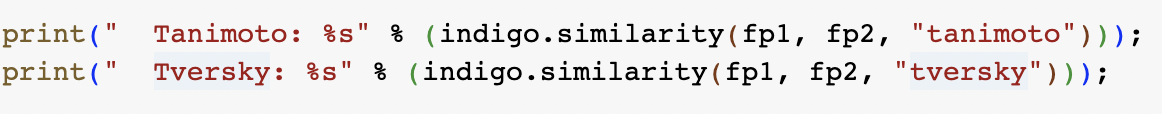 print("  Tanimoto: %s" % (indigo.similarity(fp1, fp2, "tanimoto")));
print("  Tversky: %s" % (indigo.similarity(fp1, fp2, "tversky")));